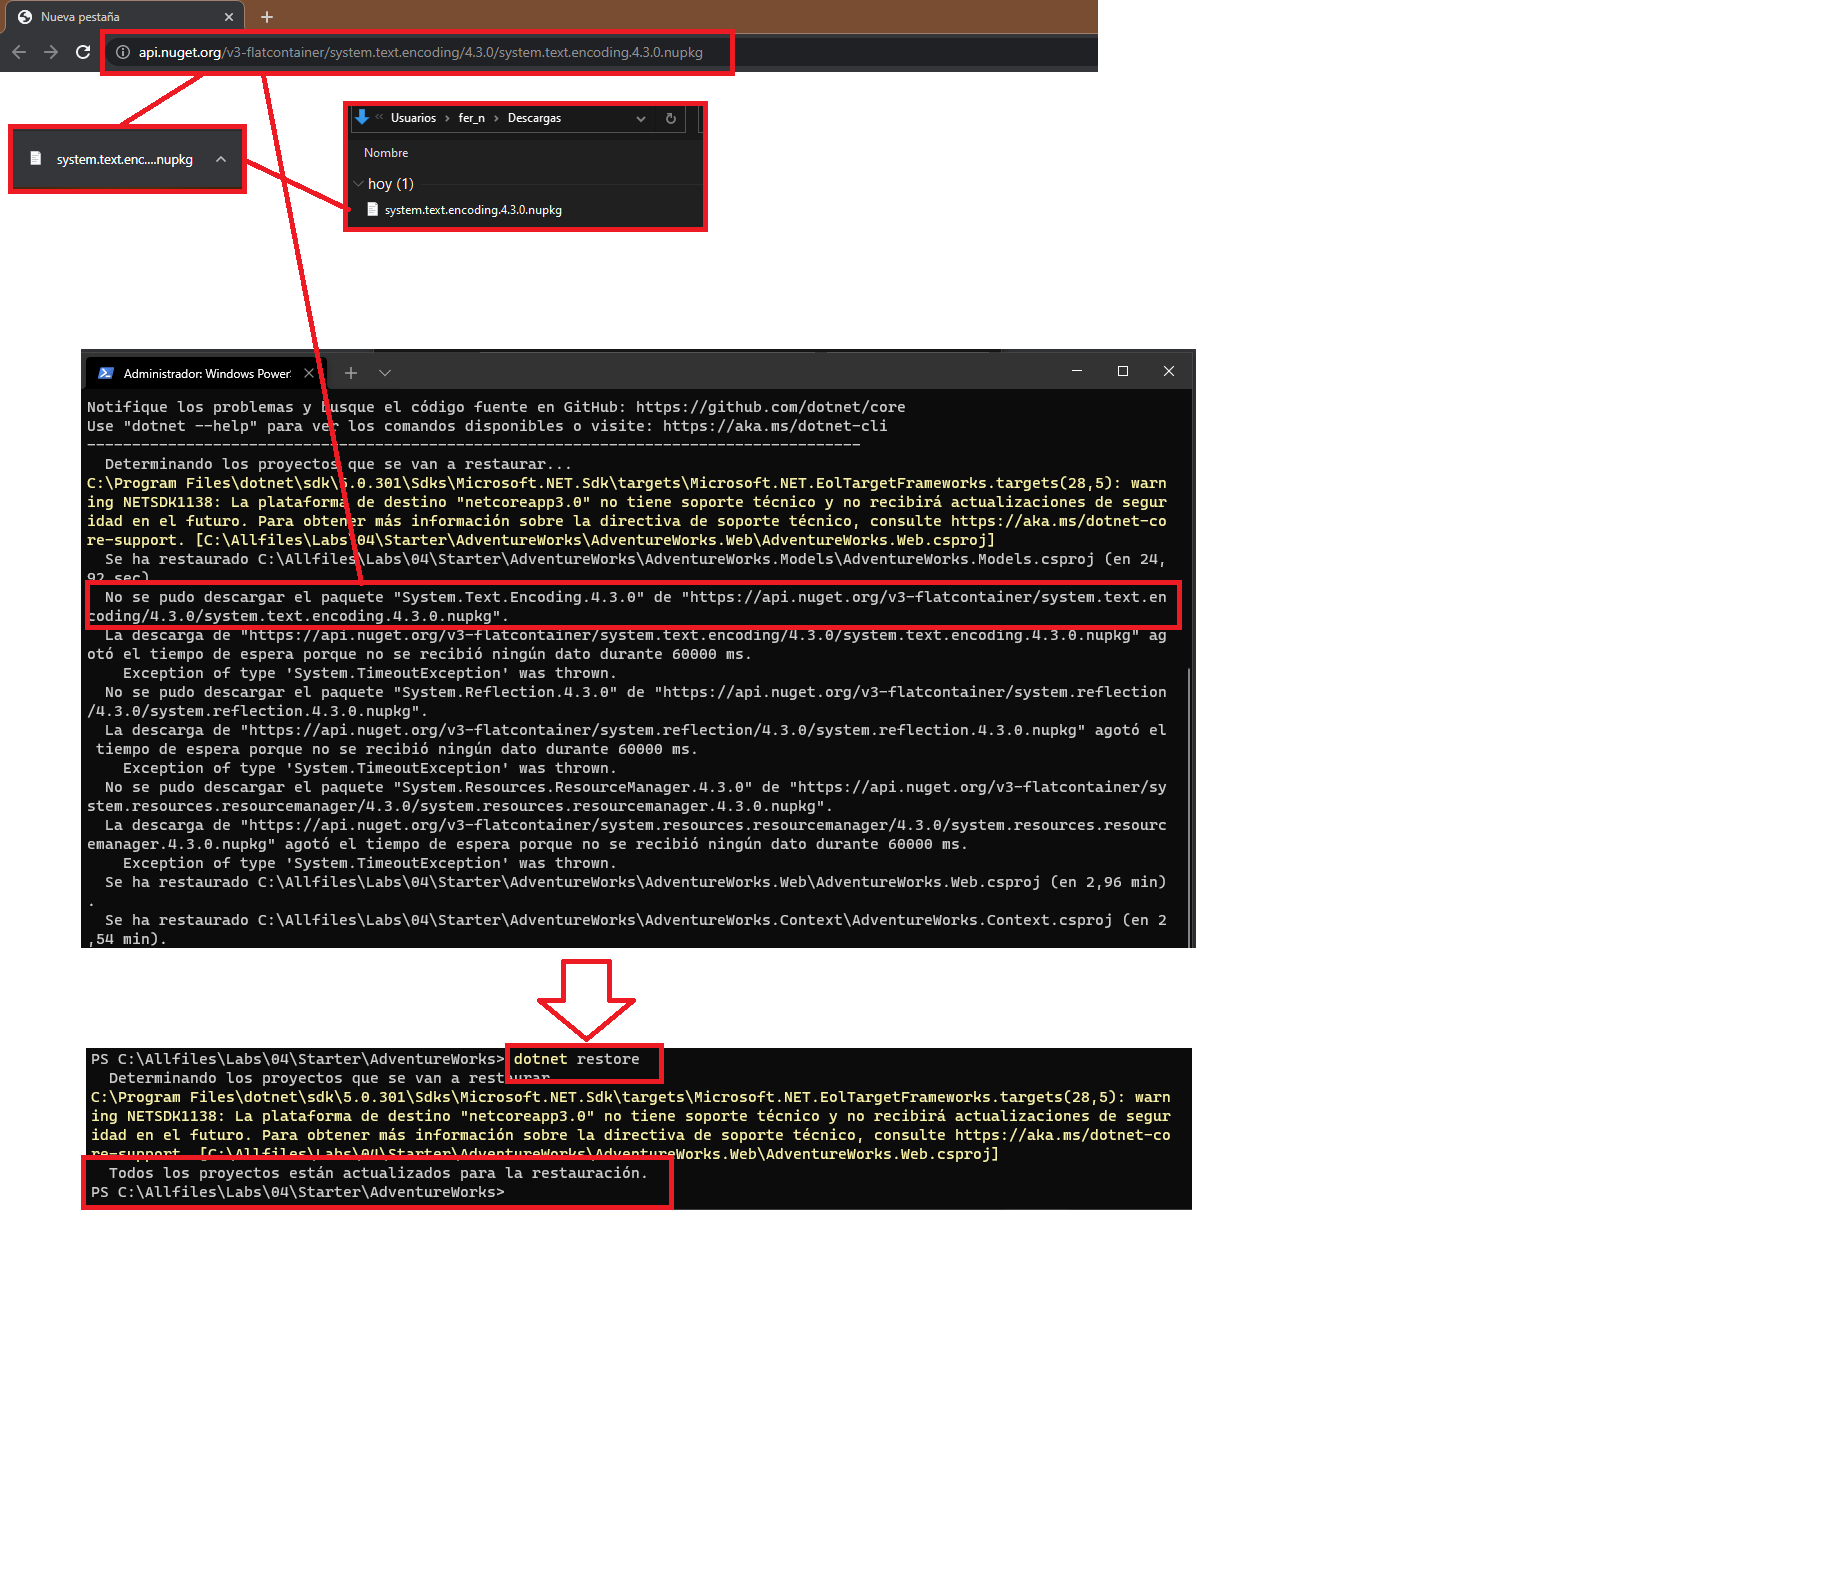 Nueva pestaña
api.nuget.org/v3-flatcontainer/system.text.encoding/4.3.0/system.text.encoding.4.3.0.nupkg
Usuarios > fer_n > Descargas
Nombre
system.text.enc....nupkg
hoy (1)
system.text.encoding.4.3.0.nupkg
Administrador: Windows Power
Notifique los problemas y busque el código fuente en GitHub: https://github.com/dotnet/core
Use "dotnet --help" para ver los comandos disponibles o visite: https://aka.ms/dotnet-cli
--------------------------------------------------------------------------------------
Determinando los proyectos que se van a restaurar...
C:\Program Files\dotnet\sdk\5.0.301\Sdks\Microsoft.NET.Sdk\targets\Microsoft.NET.EolTargetFrameworks.targets(28,5): warn
ing NETSDK1138: La plataforma de destino "netcoreapp3.0" no tiene soporte técnico y no recibirá actualizaciones de segur
idad en el futuro. Para obtener más información sobre la directiva de soporte técnico, consulte https://aka.ms/dotnet-co
re-support. [C:\Allfiles\Labs\04\Starter\AdventureWorks\AdventureWorks.Web\AdventureWorks.Web.csproj]
Se ha restaurado C:\Allfiles\Labs\04\Starter\AdventureWorks\AdventureWorks.Models\AdventureWorks.Models.csproj (en 24,
92 sec)
No se pudo descargar el paquete "System.Text.Encoding.4.3.0" de "https://api.nuget.org/v3-flatcontainer/system.text.en
coding/4.3.0/system.text.encoding.4.3.0.nupkg".
La descarga de "https://api.nuget.org/v3-flatcontainer/system.text.encoding/4.3.0/system.text.encoding.4.3.0.nupkg" ag
otó el tiempo de espera porque no se recibió ningún dato durante 60000 ms.
Exception of type 'System.TimeoutException' was thrown.
No se pudo descargar el paquete "System.Reflection.4.3.0" de "https://api.nuget.org/v3-flatcontainer/system.reflection
/4.3.0/system.reflection.4.3.0.nupkg".
La descarga de "https://api.nuget.org/v3-flatcontainer/system.reflection/4.3.0/system.reflection.4.3.0.nupkg" agotó el
tiempo de espera porque no se recibió ningún dato durante 60000 ms.
Exception of type 'System.TimeoutException' was thrown.
No se pudo descargar el paquete "System.Resources.ResourceManager.4.3.0" de "https://api.nuget.org/v3-flatcontainer/sy
stem.resources.resourcemanager/4.3.0/system.resources.resourcemanager.4.3.0.nupkg".
La descarga de "https://api.nuget.org/v3-flatcontainer/system.resources.resourcemanager/4.3.0/system.resources.resourc
emanager.4.3.0.nupkg" agotó el tiempo de espera porque no se recibió ningún dato durante 60000 ms.
Exception of type 'System.TimeoutException' was thrown.
Se ha restaurado C:\Allfiles\Labs\04\Starter\AdventureWorks\AdventureWorks.Web\AdventureWorks.Web.csproj (en 2,96 min)
.
Se ha restaurado C:\Allfiles\Labs\04\Starter\AdventureWorks\AdventureWorks.Context\AdventureWorks.Context.csproj (en 2
,54 min).
PS C:\Allfiles\Labs\04\Starter\AdventureWorks> dotnet restore
Determinando los proyectos que se van a restaurar
C:\Program Files\dotnet\sdk\5.0.301\Sdks\Microsoft.NET.Sdk\targets\Microsoft.NET.EolTargetFrameworks.targets(28,5): warn
ing NETSDK1138: La plataforma de destino "netcoreapp3.0" no tiene soporte técnico y no recibirá actualizaciones de segur
idad en el futuro. Para obtener más información sobre la directiva de soporte técnico, consulte https://aka.ms/dotnet-co
re-support. [C:\Allfiles\Labs\04\Starter\AdventureWorks\AdventureWorks.Web\AdventureWorks.Web.csproj]
Todos los proyectos están actualizados para la restauración.
PS C:\Allfiles\Labs\04\Starter\AdventureWorks>